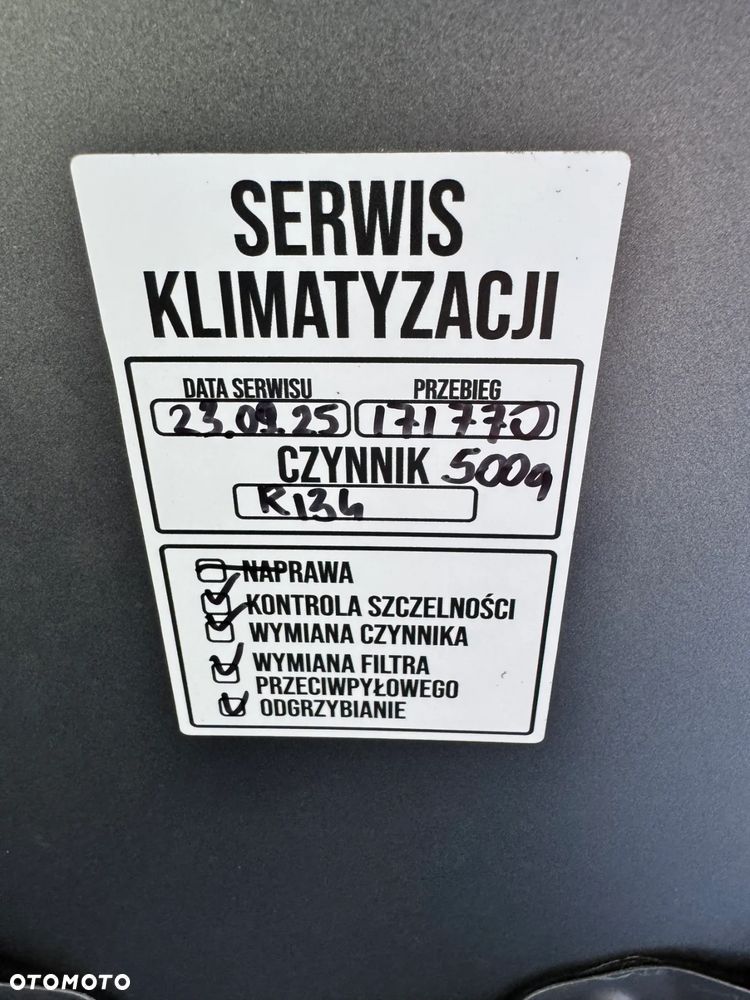 SERWIS
KLIMATYZACJI
DATA SERWISU PRZEBIEG
23.09.25 171770
CZYNNIK 500g
R134
NAPRAWA
KONTROLA SZCZELNOŚCI
WYMIANA CZYNNIKA
WYMIANA FILTRA
PRZECIWPYŁOWEGO
ODGRZYBIANIE
OTOMOTO